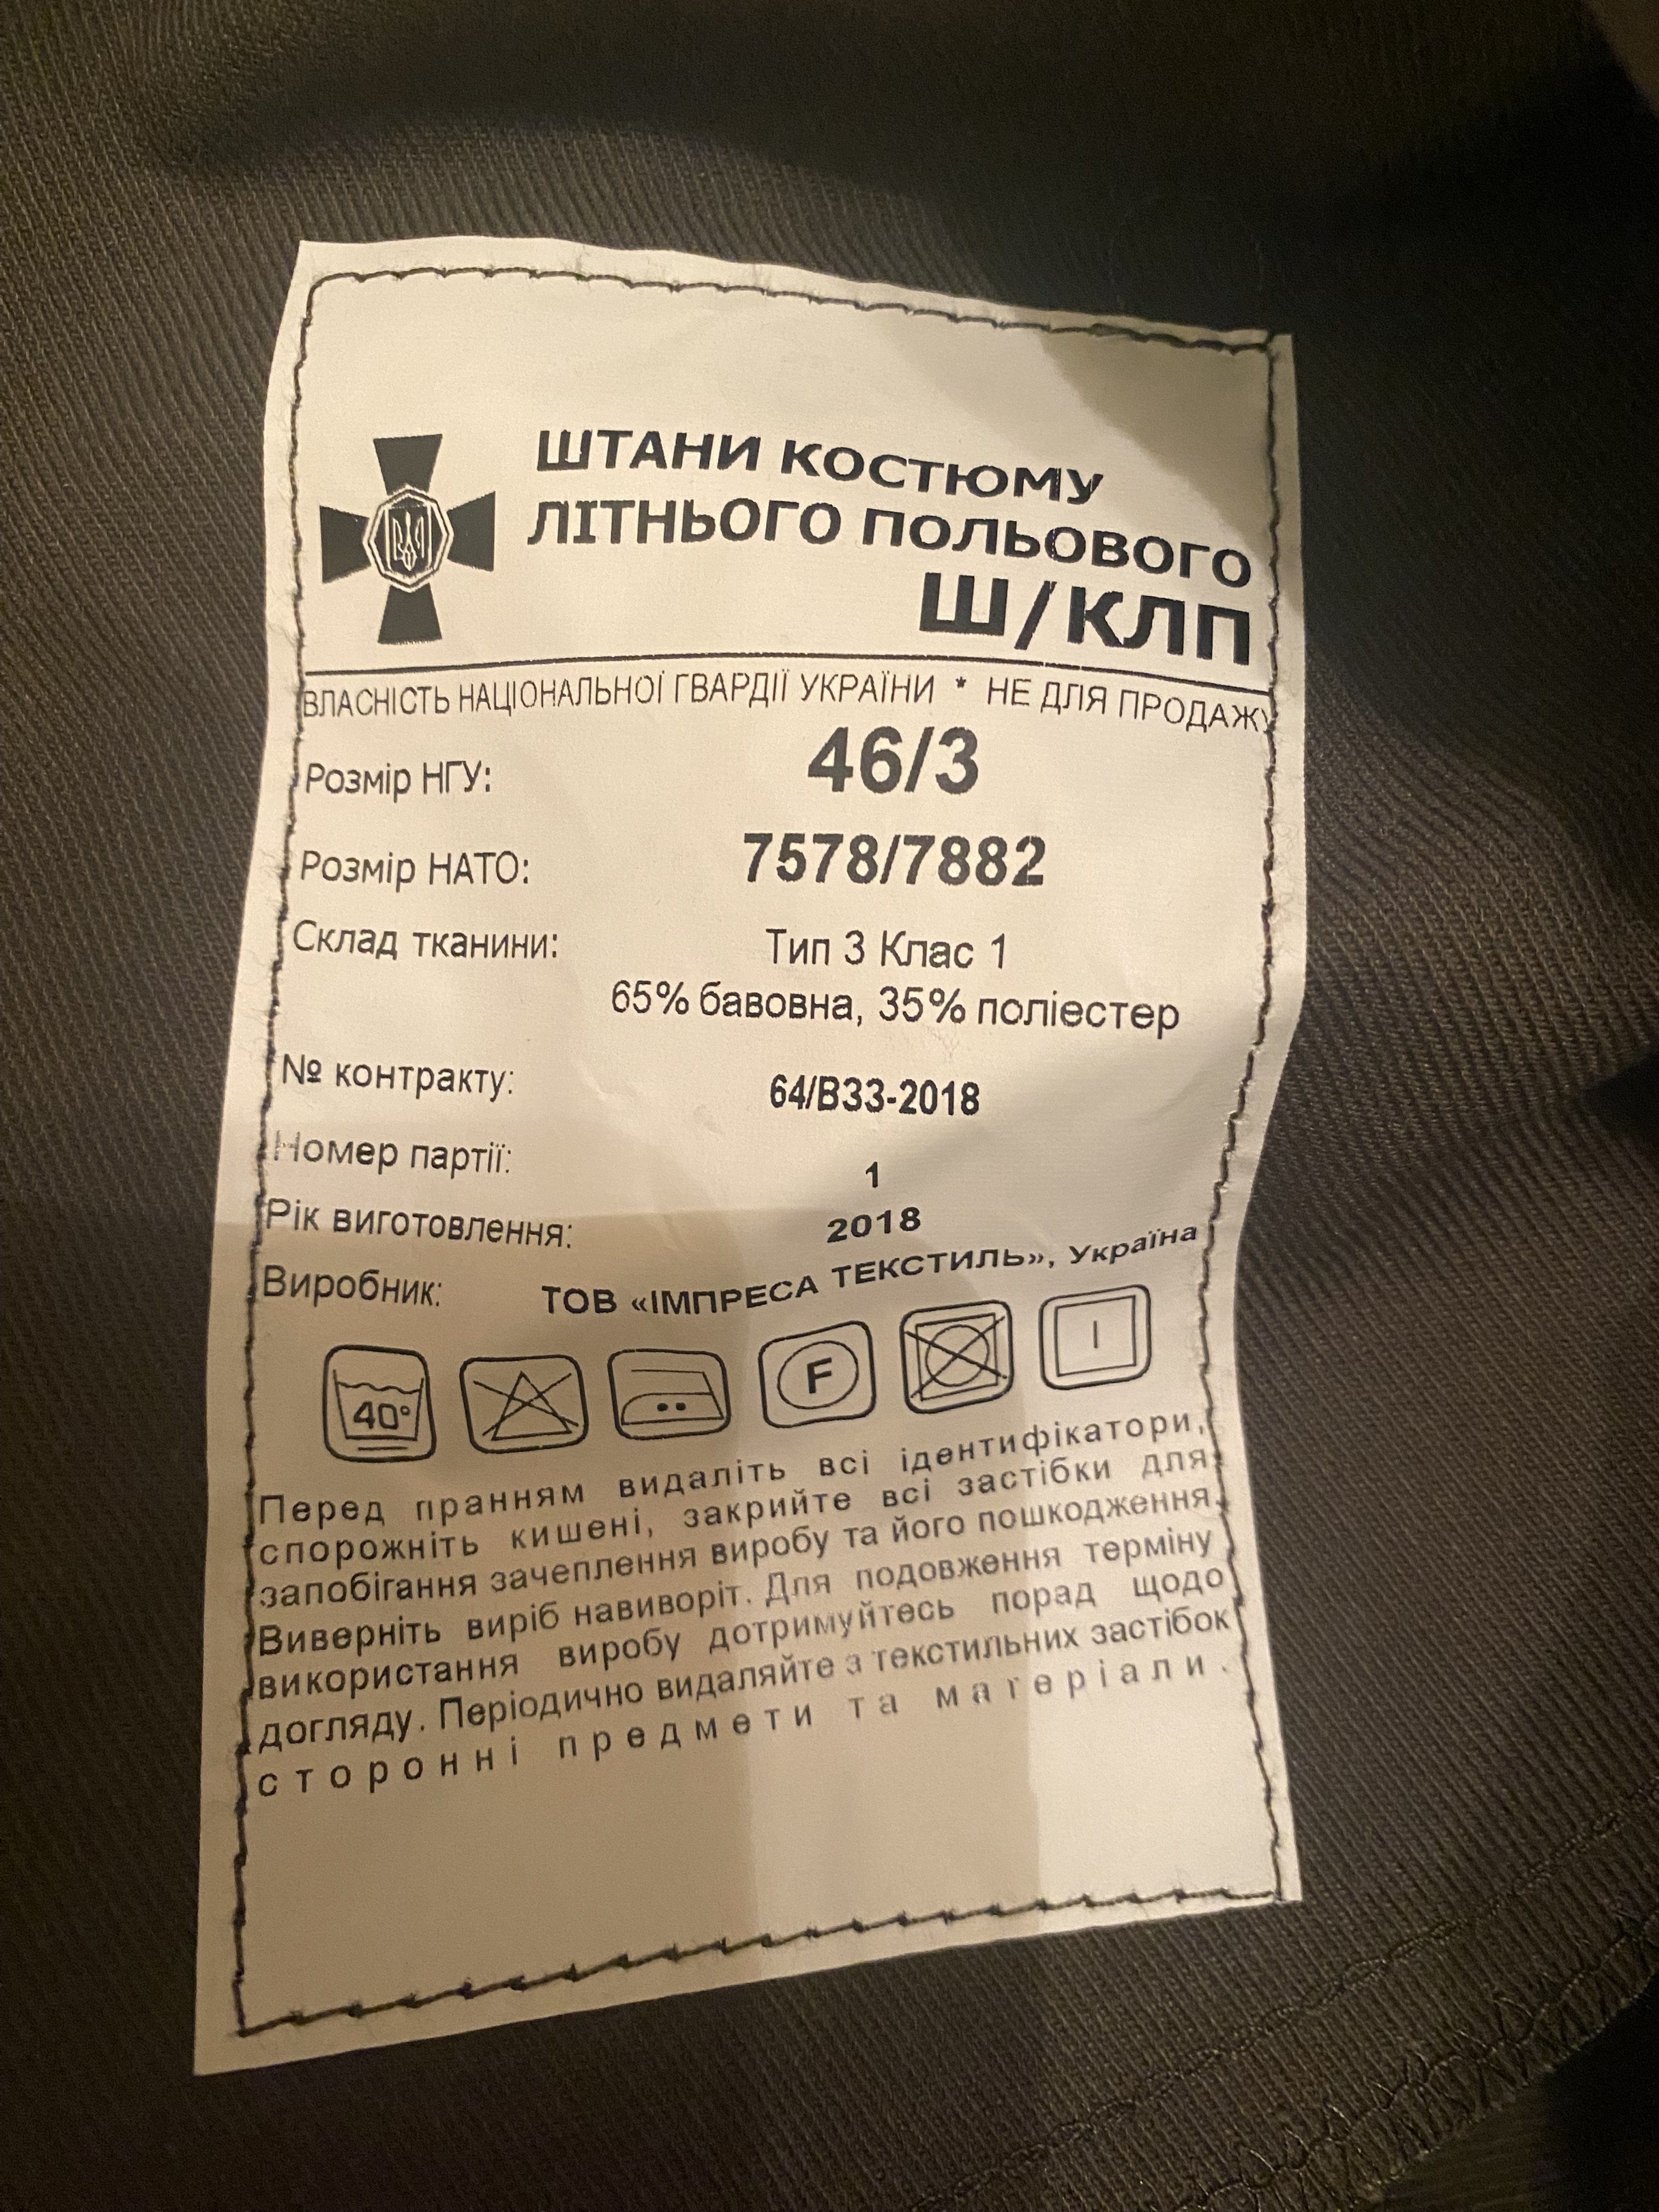 ШТАНИ КОСТЮМУ
ЛІТНЬОГО ПОЛЬОВОГО
Ш/КЛП
ВЛАСНІСТЬ НАЦІОНАЛЬНОЇ ГВАРДІЇ УКРАЇНИ * НЕ ДЛЯ ПРОДАЖУ
Розмір НГУ: 46/3
Розмір НАТО: 7578/7882
Склад тканини: Тип 3 Клас 1
65% бавовна, 35% поліестер
№ контракту: 64/ВЗЗ-2018
Номер партії: 1
Рік виготовлення: 2018
Виробник: ТОВ «ІМПРЕСА ТЕКСТИЛЬ», Україна
40° F
Перед пранням видаліть всі ідентифікатори,
спорожніть кишені, закрийте всі застібки для
запобігання зачеплення виробу та його пошкодження.
Виверніть виріб навиворіт. Для подовження терміну
використання виробу дотримуйтесь порад щодо
догляду. Періодично видаляйте з текстильних застібок
сторонні предмети та матеріали.